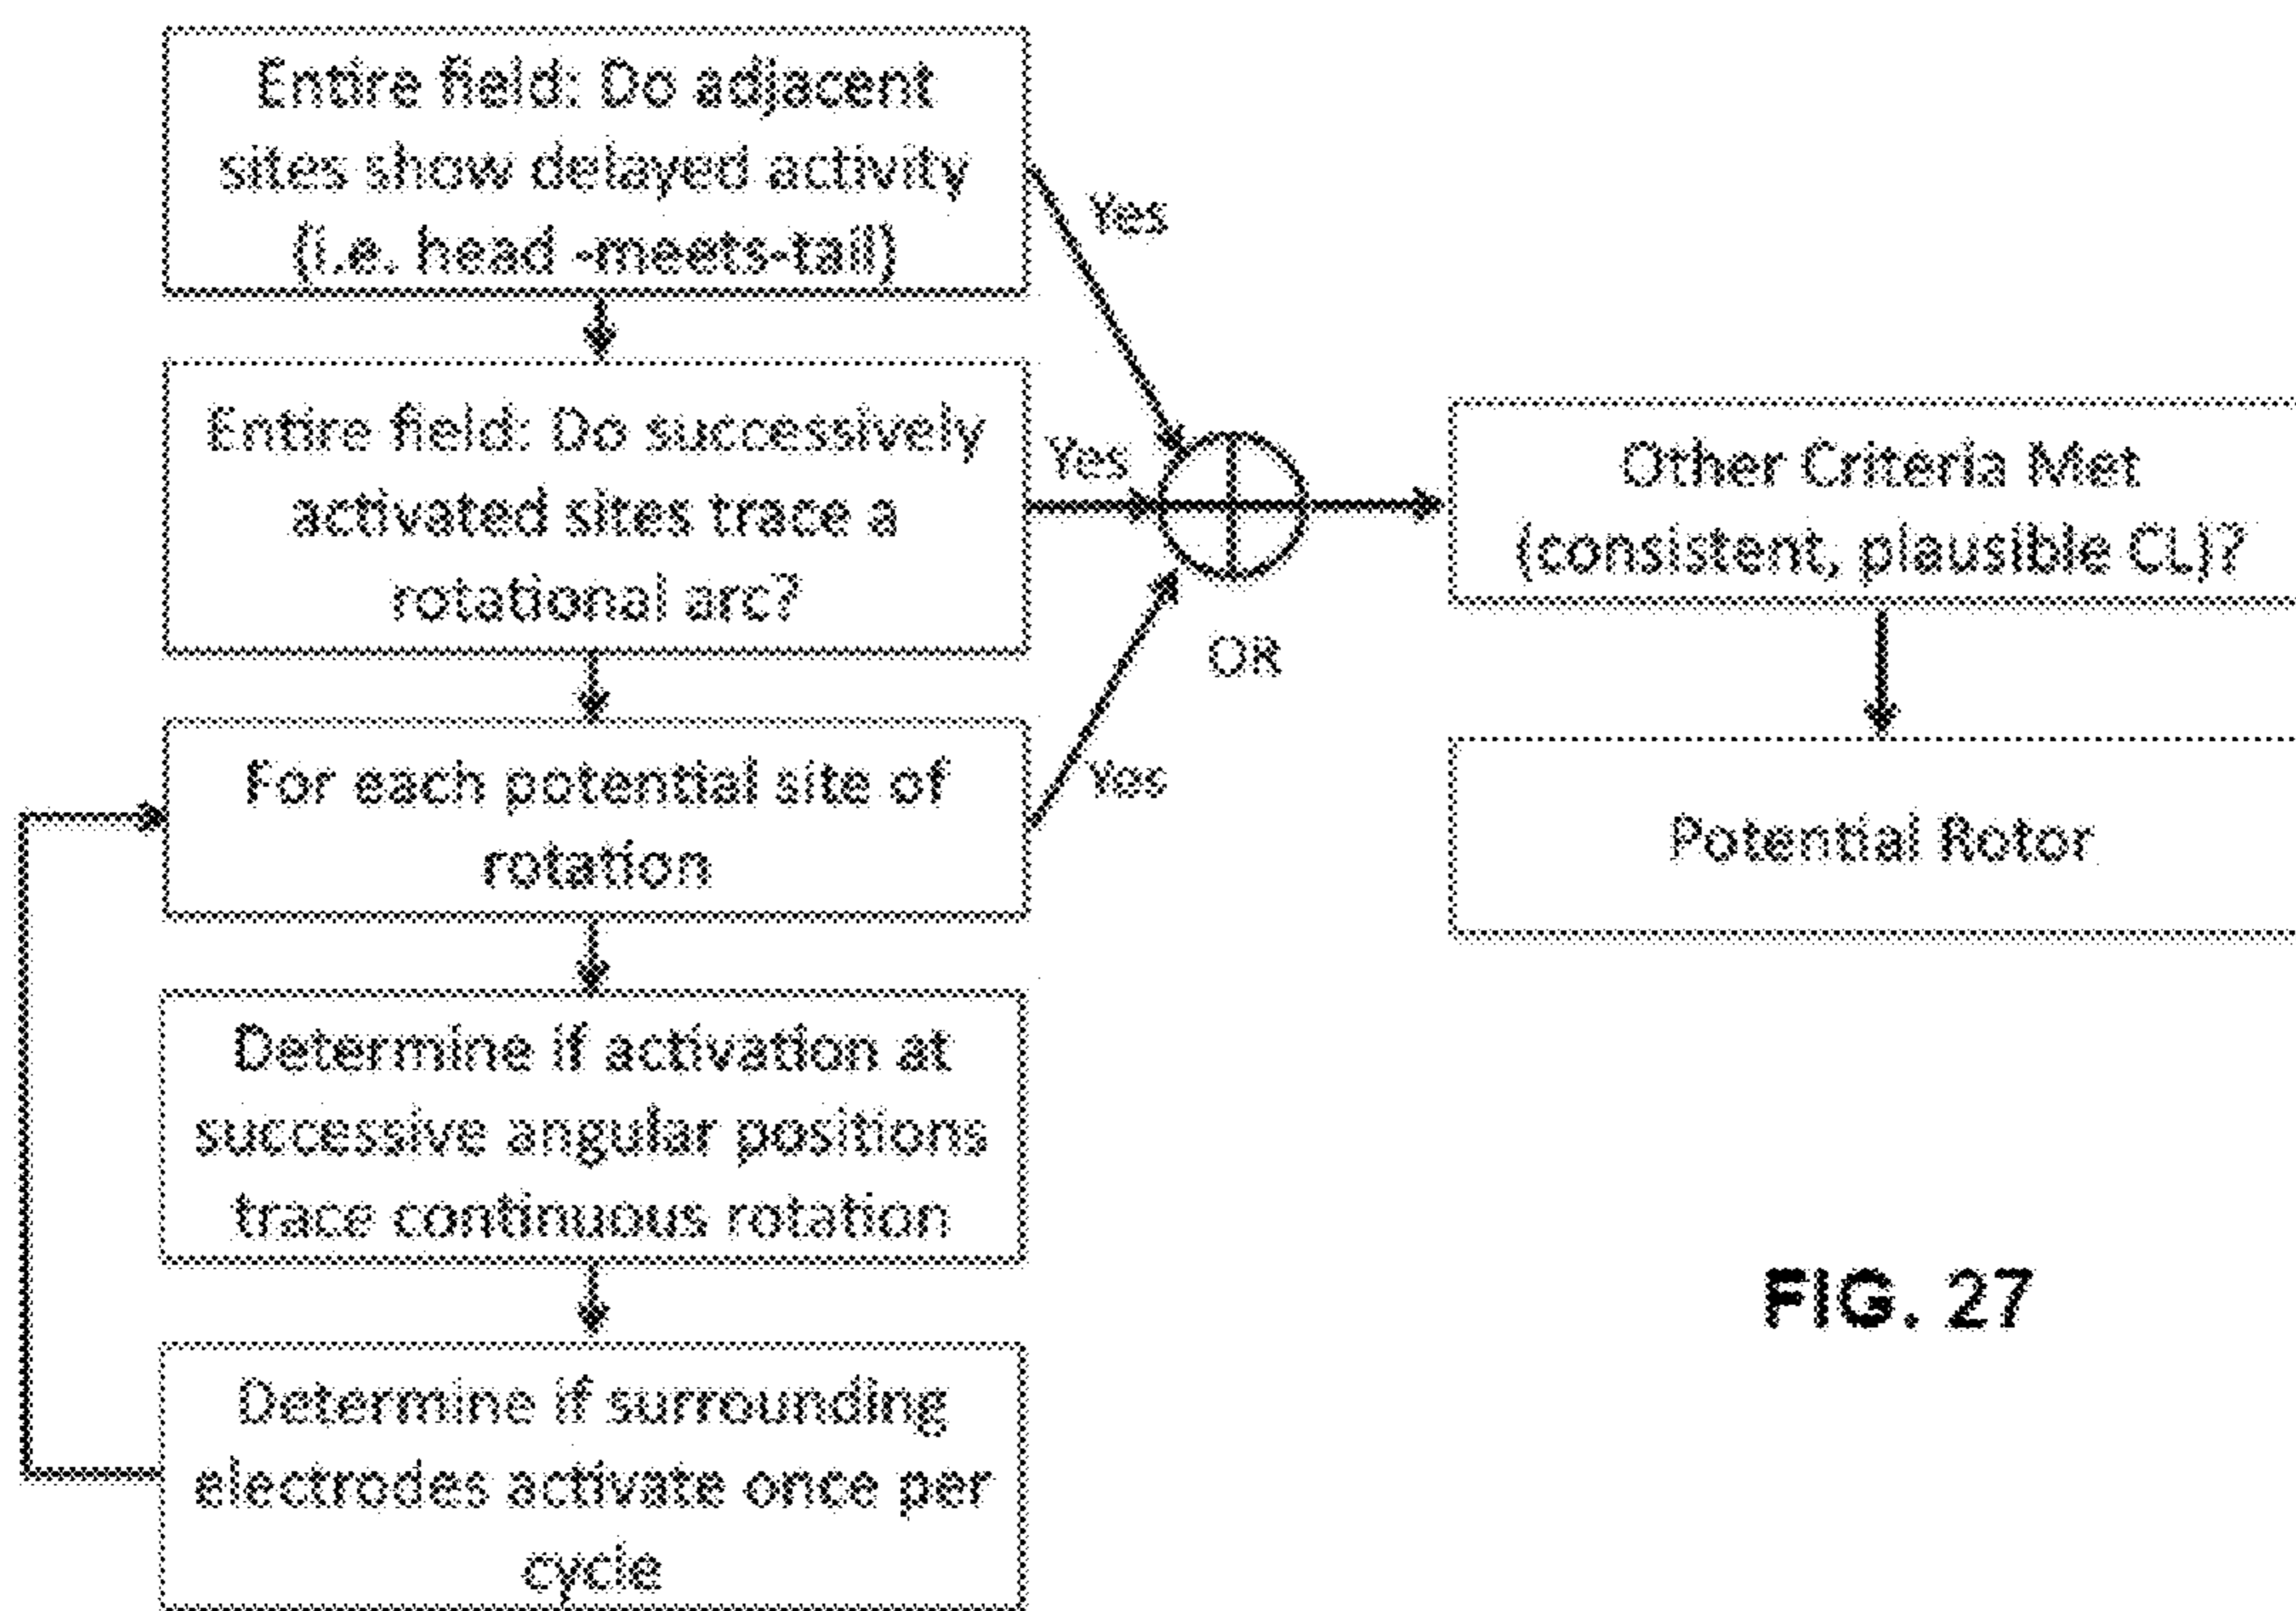 Entire field: Do adjacent
sites show delayed activity
(i.e. head -meets-tail)
Yes
Entire field: Do successively
activated sites trace a
rotational arc?
Yes
For each potential site of
rotation
Yes
OR
Determine if activation at
successive angular positions
trace continuous rotation
Determine if surrounding
electrodes activate once per
cycle
Other Criteria Met
(consistent, plausible CL)?
Potential Rotor
FIG. 27